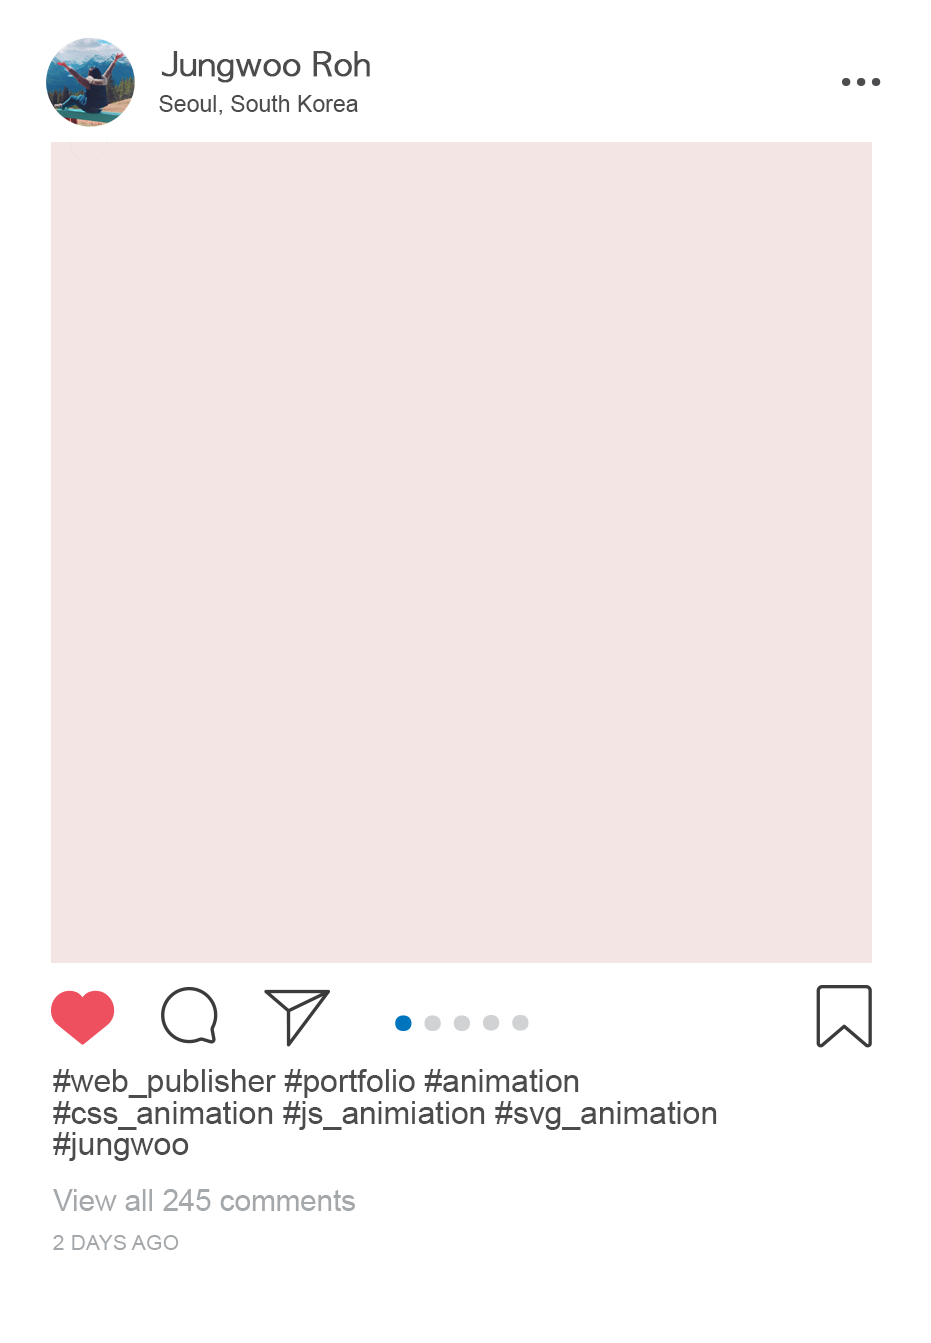 Jungwoo Roh
Seoul, South Korea
#web_publisher #portfolio #animation
#css_animation #js_animiation #svg_animation
#jungwoo
View all 245 comments
2 DAYS AGO